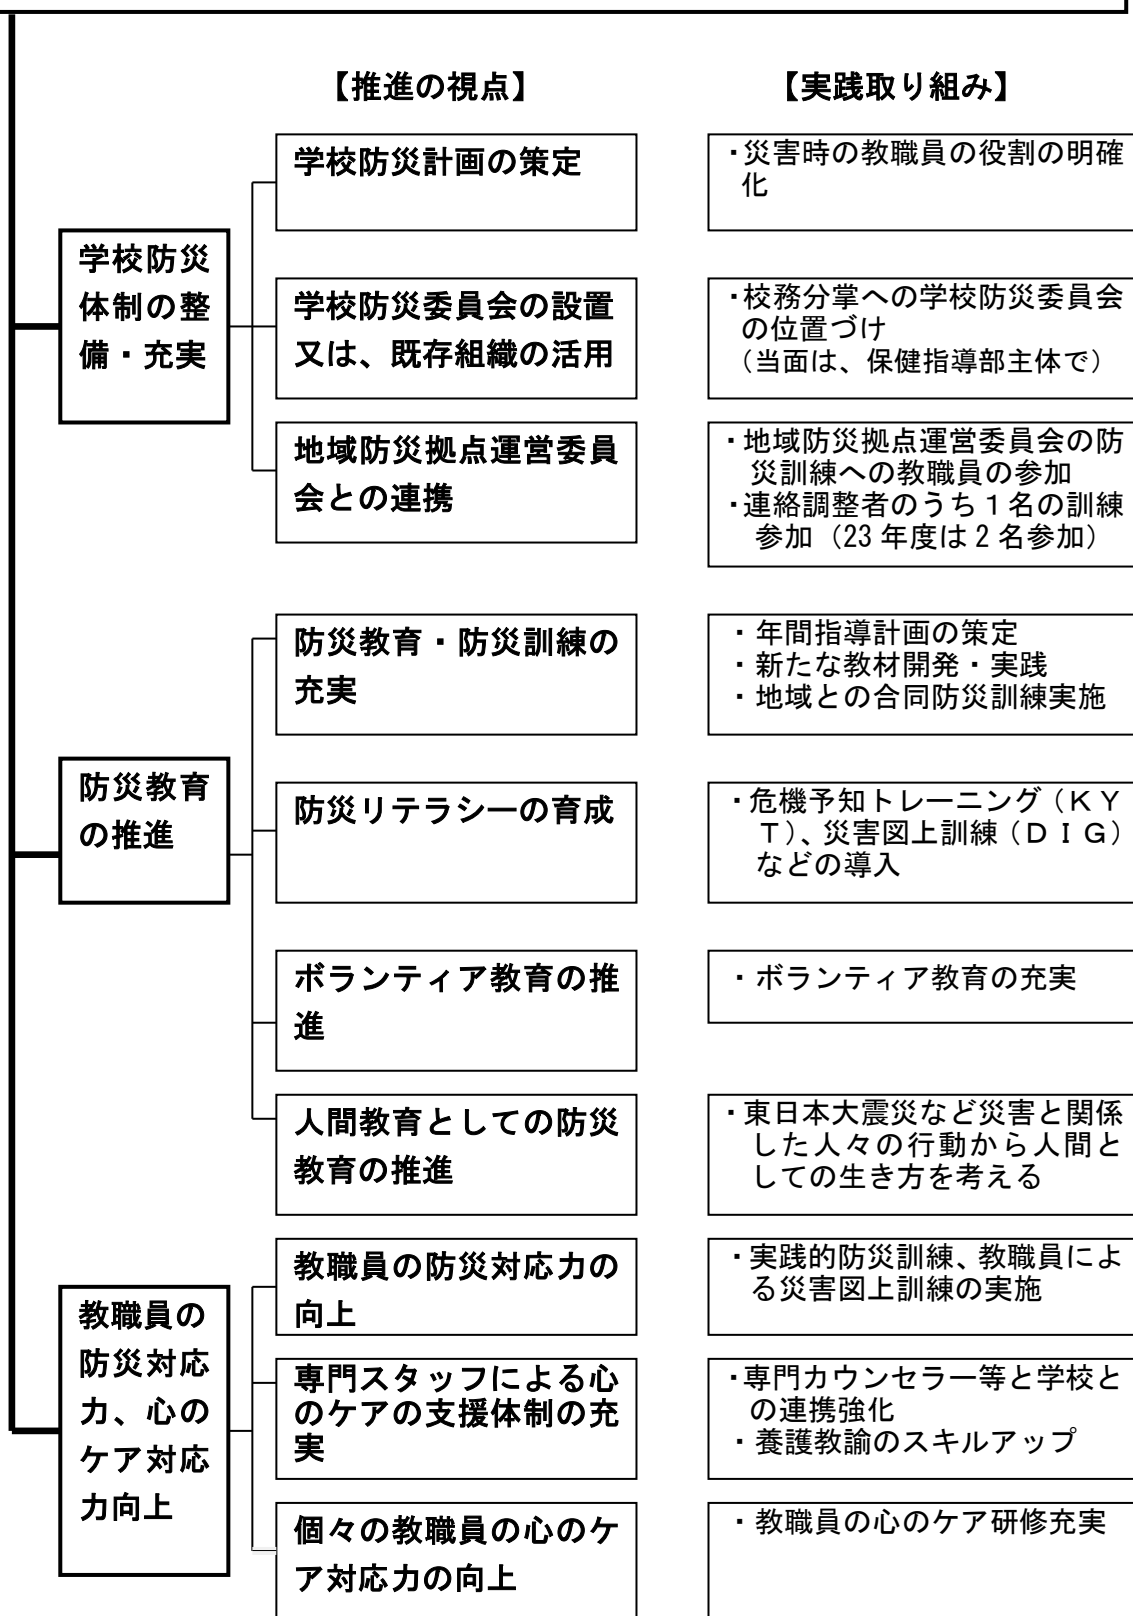 【推進の視点】
【実践取り組み】
学校防災
体制の整
備・充実
学校防災計画の策定
・災害時の教職員の役割の明確
化
学校防災委員会の設置
又は、既存組織の活用
・校務分掌への学校防災委員会
の位置づけ
（当面は、保健指導部主体で）
地域防災拠点運営委員
会との連携
・地域防災拠点運営委員会の防
災訓練への教職員の参加
・連絡調整者のうち１名の訓練
参加（23年度は2名参加）
防災教育
の推進
防災教育・防災訓練の
充実
・年間指導計画の策定
・新たな教材開発・実践
・地域との合同防災訓練実施
防災リテラシーの育成
・危機予知トレーニング（ＫＹ
Ｔ）、災害図上訓練（ＤＩＧ）
などの導入
ボランティア教育の推
進
・ボランティア教育の充実
人間教育としての防災
教育の推進
・東日本大震災など災害と関係
した人々の行動から人間と
しての生き方を考える
教職員の
防災対応
力、心の
ケア対応
力向上
教職員の防災対応力の
向上
・実践的防災訓練、教職員によ
る災害図上訓練の実施
専門スタッフによる心
のケアの支援体制の充
実
・専門カウンセラー等と学校と
の連携強化
・養護教諭のスキルアップ
個々の教職員の心のケ
ア対応力の向上
・教職員の心のケア研修充実